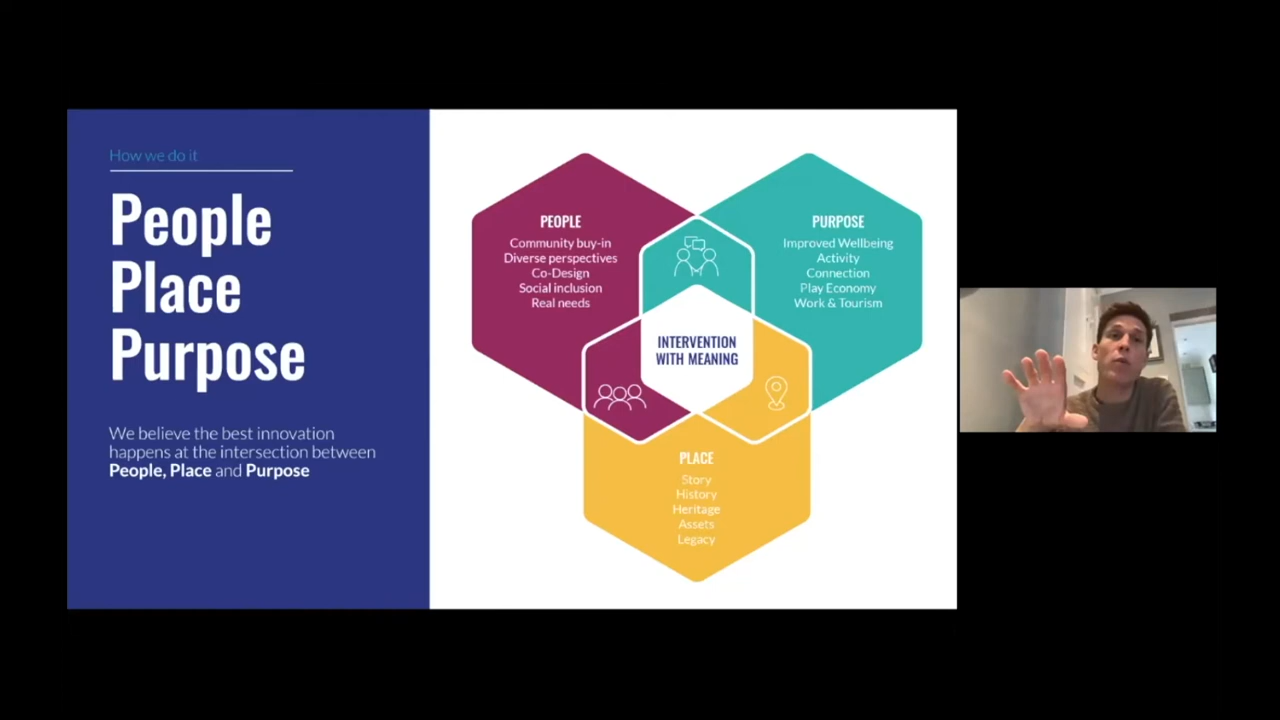 How we do it
People
Place
Purpose
We believe the best innovation
happens at the intersection between
People, Place and Purpose
PEOPLE
Community buy-in
Diverse perspectives
Co-Design
Social inclusion
Real needs
PURPOSE
Improved Wellbeing
Activity
Connection
Play Economy
Work & Tourism
INTERVENTION
WITH MEANING
PLACE
Story
History
Heritage
Assets
Legacy